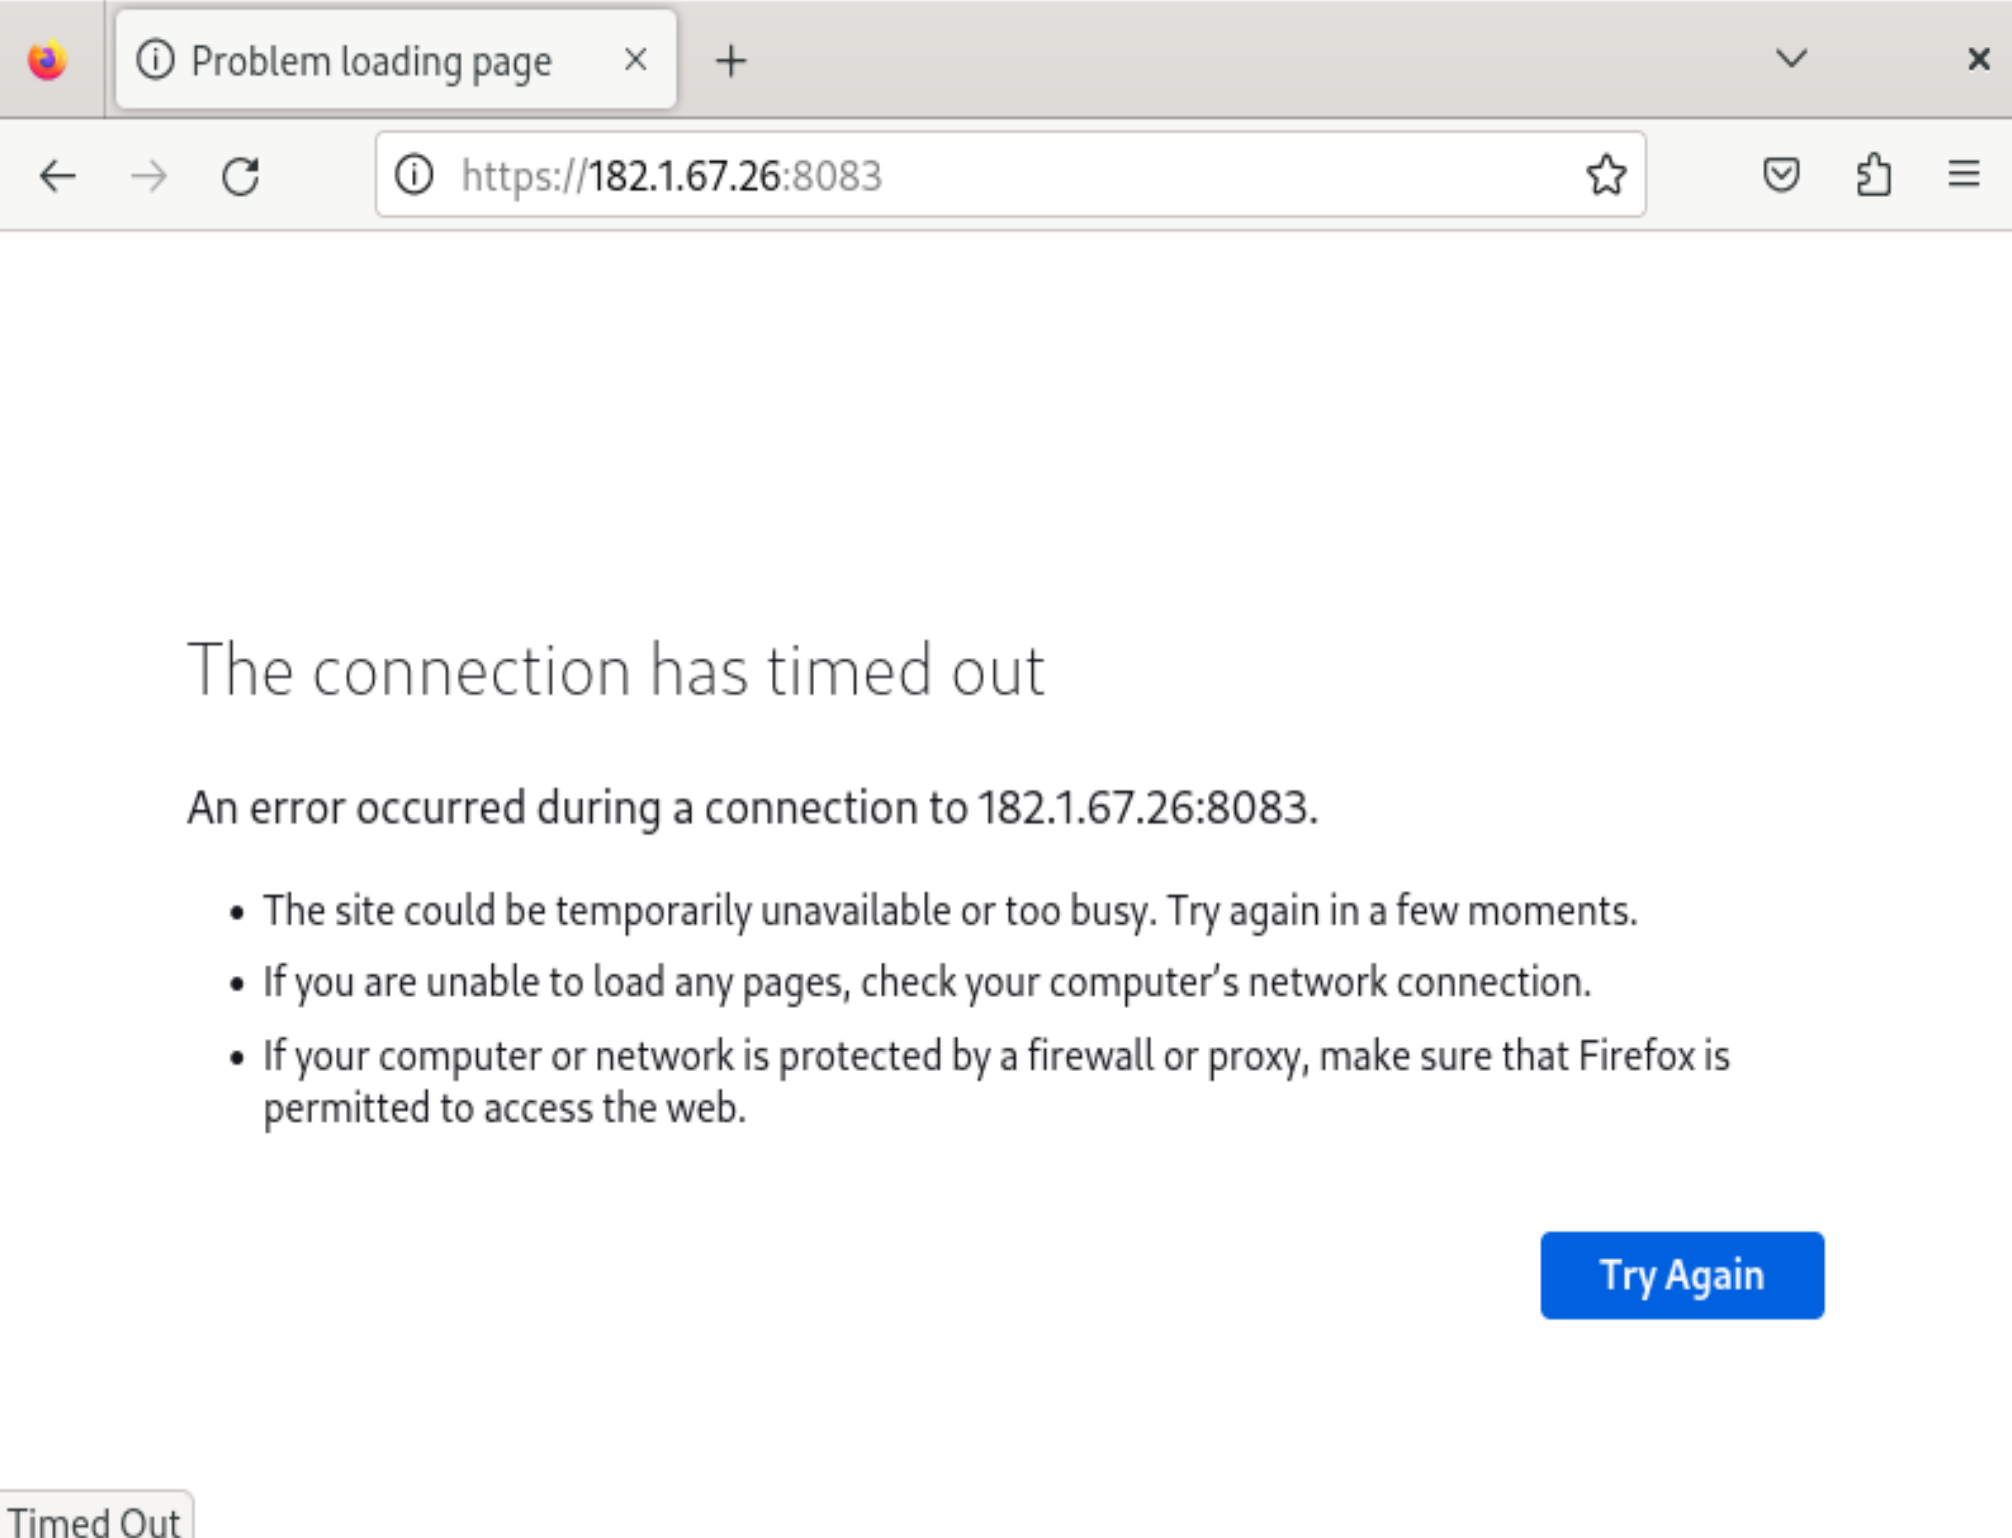 Problem loading page
https://182.1.67.26:8083
The connection has timed out
An error occurred during a connection to 182.1.67.26:8083.
• The site could be temporarily unavailable or too busy. Try again in a few moments.
• If you are unable to load any pages, check your computer’s network connection.
• If your computer or network is protected by a firewall or proxy, make sure that Firefox is
permitted to access the web.
Try Again
Timed Out